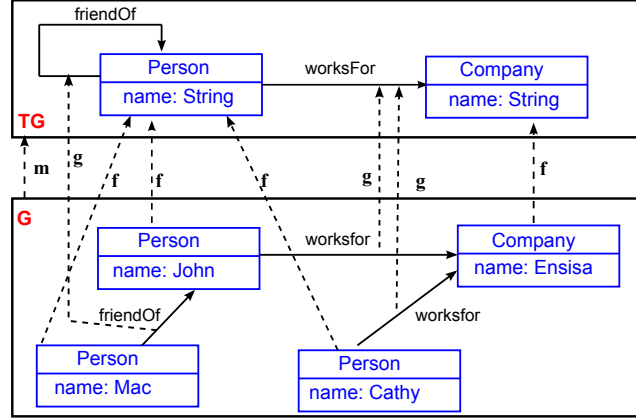 friendOf
Person
name: String
worksFor
Company
name: String
TG
m
g
f
f
f
g
g
f
G
Person
name: John
worksfor
Company
name: Ensisa
friendOf
worksfor
Person
name: Mac
Person
name: Cathy